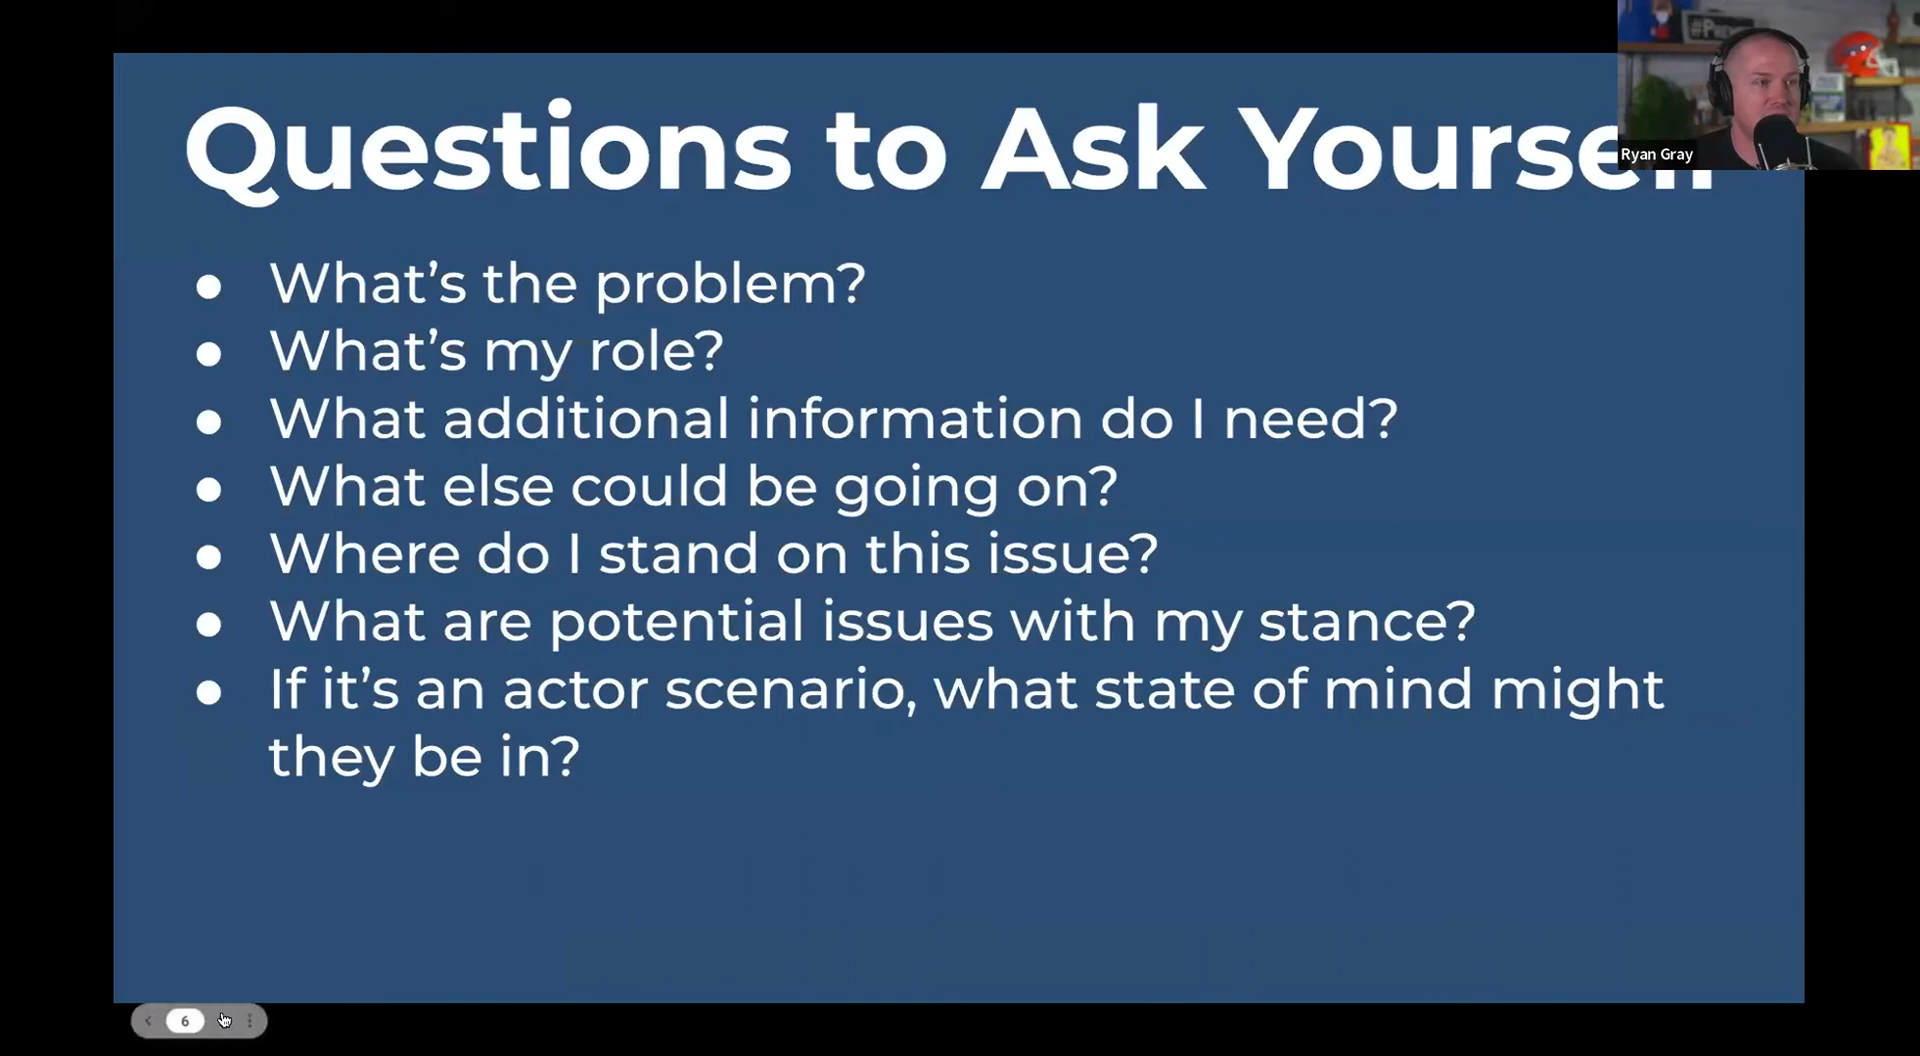 Questions to Ask Yourself
Ryan Gray
● What's the problem?
● What's my role?
● What additional information do I need?
● What else could be going on?
● Where do I stand on this issue?
● What are potential issues with my stance?
● If it's an actor scenario, what state of mind might
they be in?
6